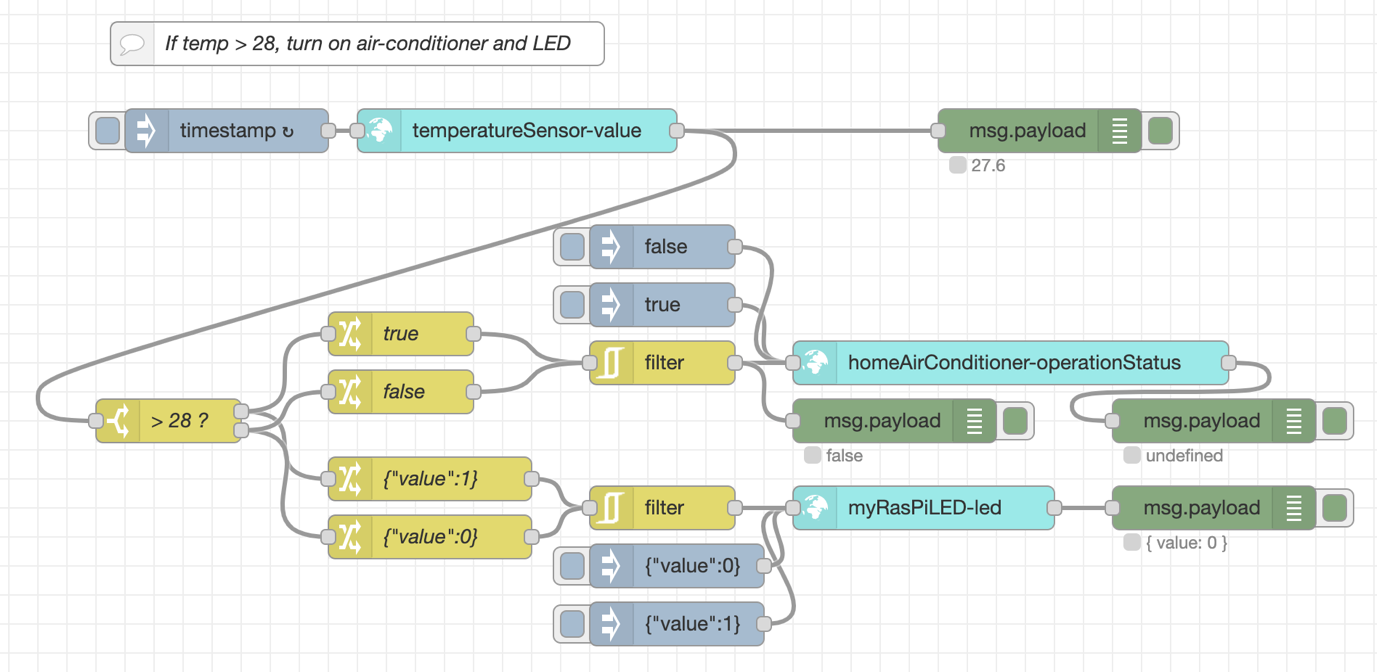 If temp > 28, turn on air-conditioner and LED
timestamp ↻
temperatureSensor-value
msg.payload
27.6
false
true
true
filter
homeAirConditioner-operationStatus
false
> 28 ?
msg.payload
msg.payload
false
undefined
{"value":1}
filter
myRasPiLED-led
msg.payload
{"value":0}
{ value: 0 }
{"value":0}
{"value":1}